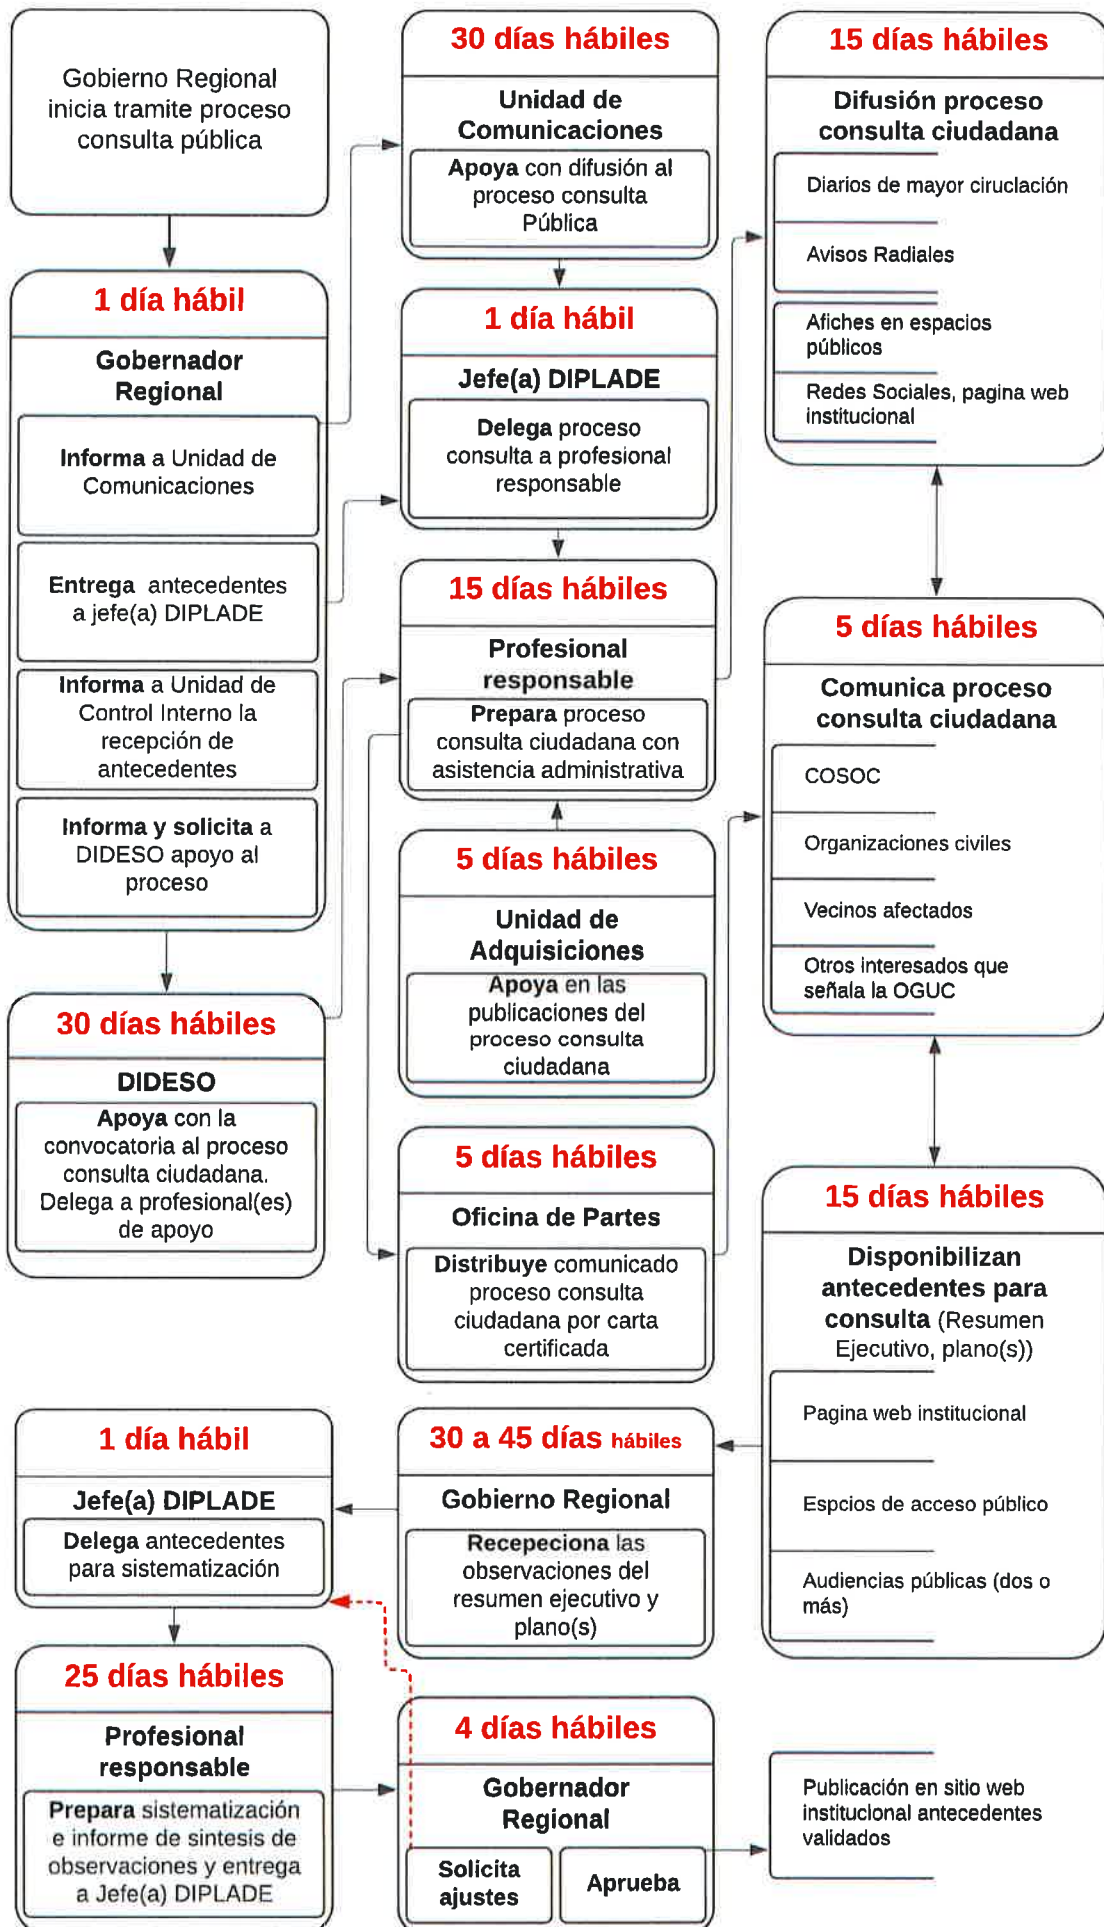 Gobierno Regional
inicia tramite proceso
consulta pública
1 día hábil
Gobernador
Regional
Informa a Unidad de
Comunicaciones
Entrega antecedentes
a jefe(a) DIPLADE
Informa a Unidad de
Control Interno la
recepción de
antecedentes
Informa y solicita a
DIDESO apoyo al
proceso
30 días hábiles
DIDESO
Apoya con la
convocatoria al proceso
consulta ciudadana.
Delega a profesional(es)
de apoyo
30 días hábiles
Unidad de
Comunicaciones
Apoya con difusión al
proceso consulta
Pública
1 día hábil
Jefe(a) DIPLADE
Delega proceso
consulta a profesional
responsable
15 días hábiles
Profesional
responsable
Prepara proceso
consulta ciudadana con
asistencia administrativa
5 días hábiles
Unidad de
Adquisiciones
Apoya en las
publicaciones del
proceso consulta
ciudadana
5 días hábiles
Oficina de Partes
Distribuye comunicado
proceso consulta
ciudadana por carta
certificada
15 días hábiles
Difusión proceso
consulta ciudadana
Diarios de mayor ciruclación
Avisos Radiales
Afiches en espacios
públicos
Redes Sociales, pagina web
institucional
5 días hábiles
Comunica proceso
consulta ciudadana
COSOC
Organizaciones civiles
Vecinos afectados
Otros interesados que
señala la OGUC
15 días hábiles
Disponibilizan
antecedentes para
consulta (Resumen
Ejecutivo, plano(s))
Pagina web institucional
Espcios de acceso público
Audiencias públicas (dos o
más)
30 a 45 días hábiles
Gobierno Regional
Recepeciona las
observaciones del
resumen ejecutivo y
plano(s)
1 día hábil
Jefe(a) DIPLADE
Delega antecedentes
para sistematización
25 días hábiles
Profesional
responsable
Prepara sistematización
e informe de sintesis de
observaciones y entrega
a Jefe(a) DIPLADE
4 días hábiles
Gobernador
Regional
Solicita
ajustes
Aprueba
Publicación en sitio web
institucional antecedentes
validados